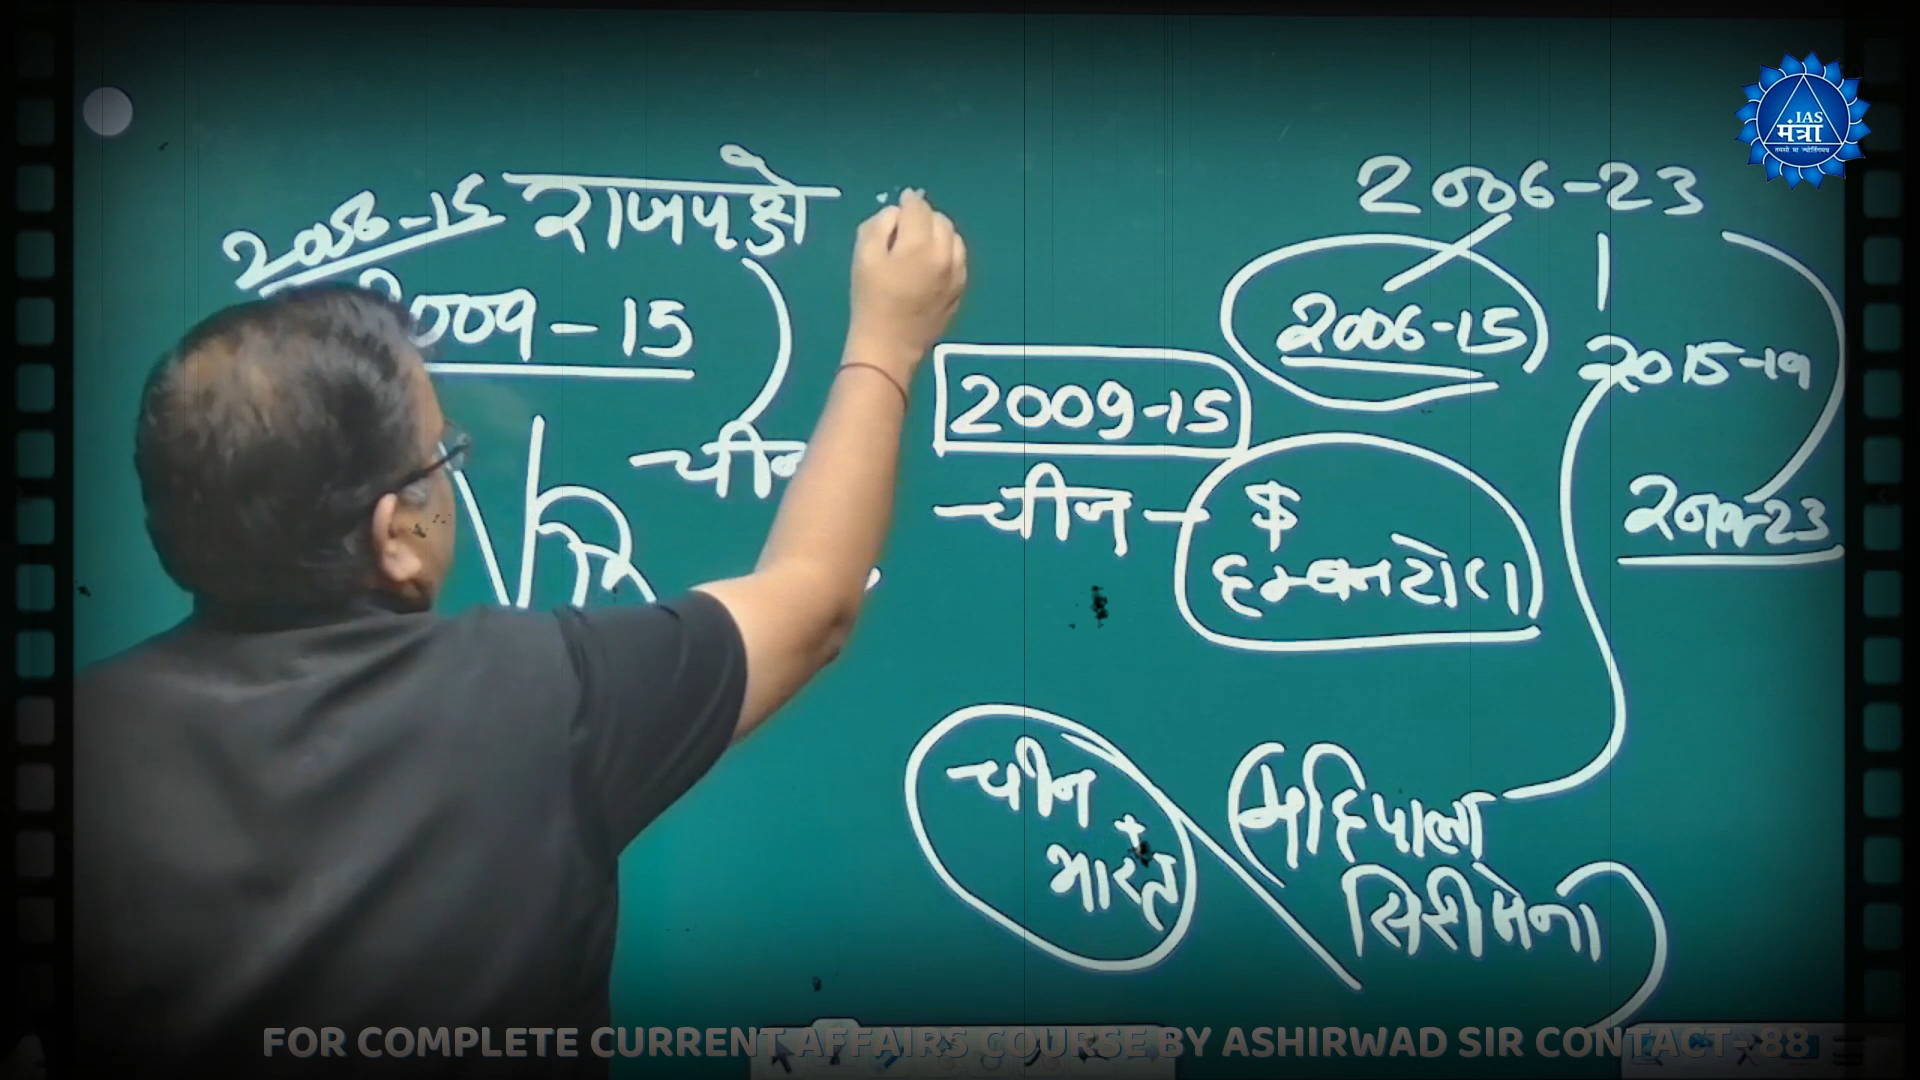 2006-15 राजपक्षे
2009-15
चीन
2006-23
2006-15
2015-19
2009-15
2019-23
चीन - $
हम्बनटोटा
चीन
+
भारत
महिपाला
सिरीसेना
IAS
मंत्रा
FOR COMPLETE CURRENT AFFAIRS COURSE BY ASHIRWAD SIR CONTACT- 88